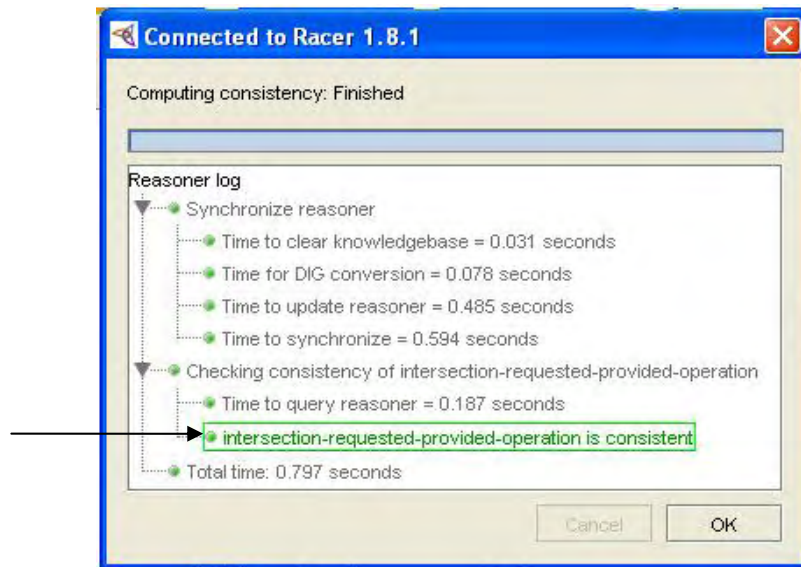 Connected to Racer 1.8.1
Computing consistency: Finished
Reasoner log
Synchronize reasoner
Time to clear knowledgebase = 0.031 seconds
Time for DIG conversion = 0.078 seconds
Time to update reasoner = 0.485 seconds
Time to synchronize = 0.594 seconds
Checking consistency of intersection-requested-provided-operation
Time to query reasoner = 0.187 seconds
intersection-requested-provided-operation is consistent
Total time: 0.797 seconds
Cancel OK